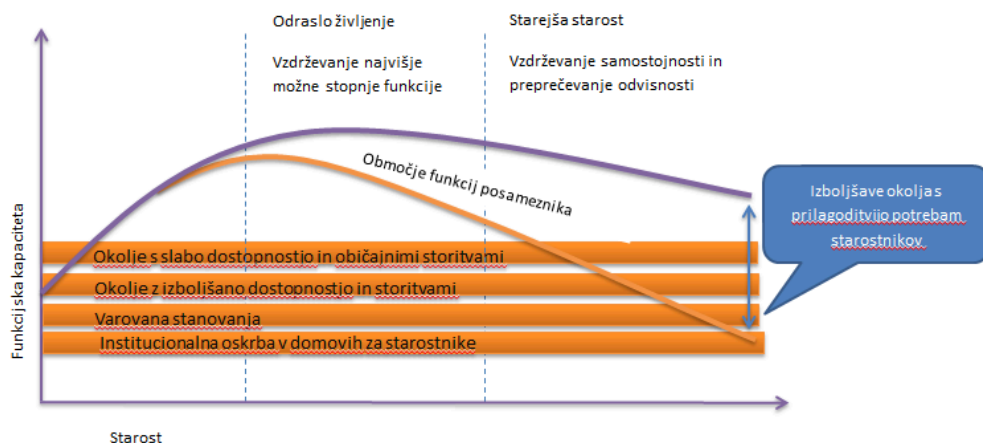 Odraslo življenje
Vzdrževanje najvišje
možne stopnje funkcije
Starejša starost
Vzdrževanje samostojnosti in
preprečevanje odvisnosti
Območje funkcij posameznika
Izboljšave okolja s
prilagoditvijo potrebam
starostnikov
Funkcijska kapaciteta
Okolje s slabo dostopnostjo in običajnimi storitvami
Okolje z izboljšano dostopnostjo in storitvami
Varovana stanovanja
Institucionalna oskrba v domovih za starostnike
Starost